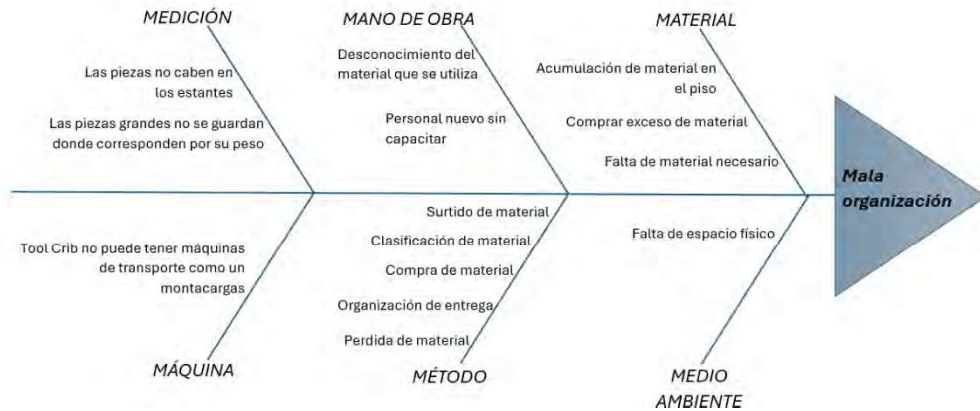 MEDICIÓN
MANO DE OBRA
MATERIAL
Las piezas no caben en
los estantes
Las piezas grandes no se guardan
donde corresponden por su peso
Desconocimiento del
material que se utiliza
Personal nuevo sin
capacitar
Acumulación de material en
el piso
Comprar exceso de material
Falta de material necesario
Mala
organización
Tool Crib no puede tener máquinas
de transporte como un
montacargas
Surtido de material
Clasificación de material
Compra de material
Organización de entrega
Perdida de material
Falta de espacio físico
MÁQUINA
MÉTODO
MEDIO
AMBIENTE